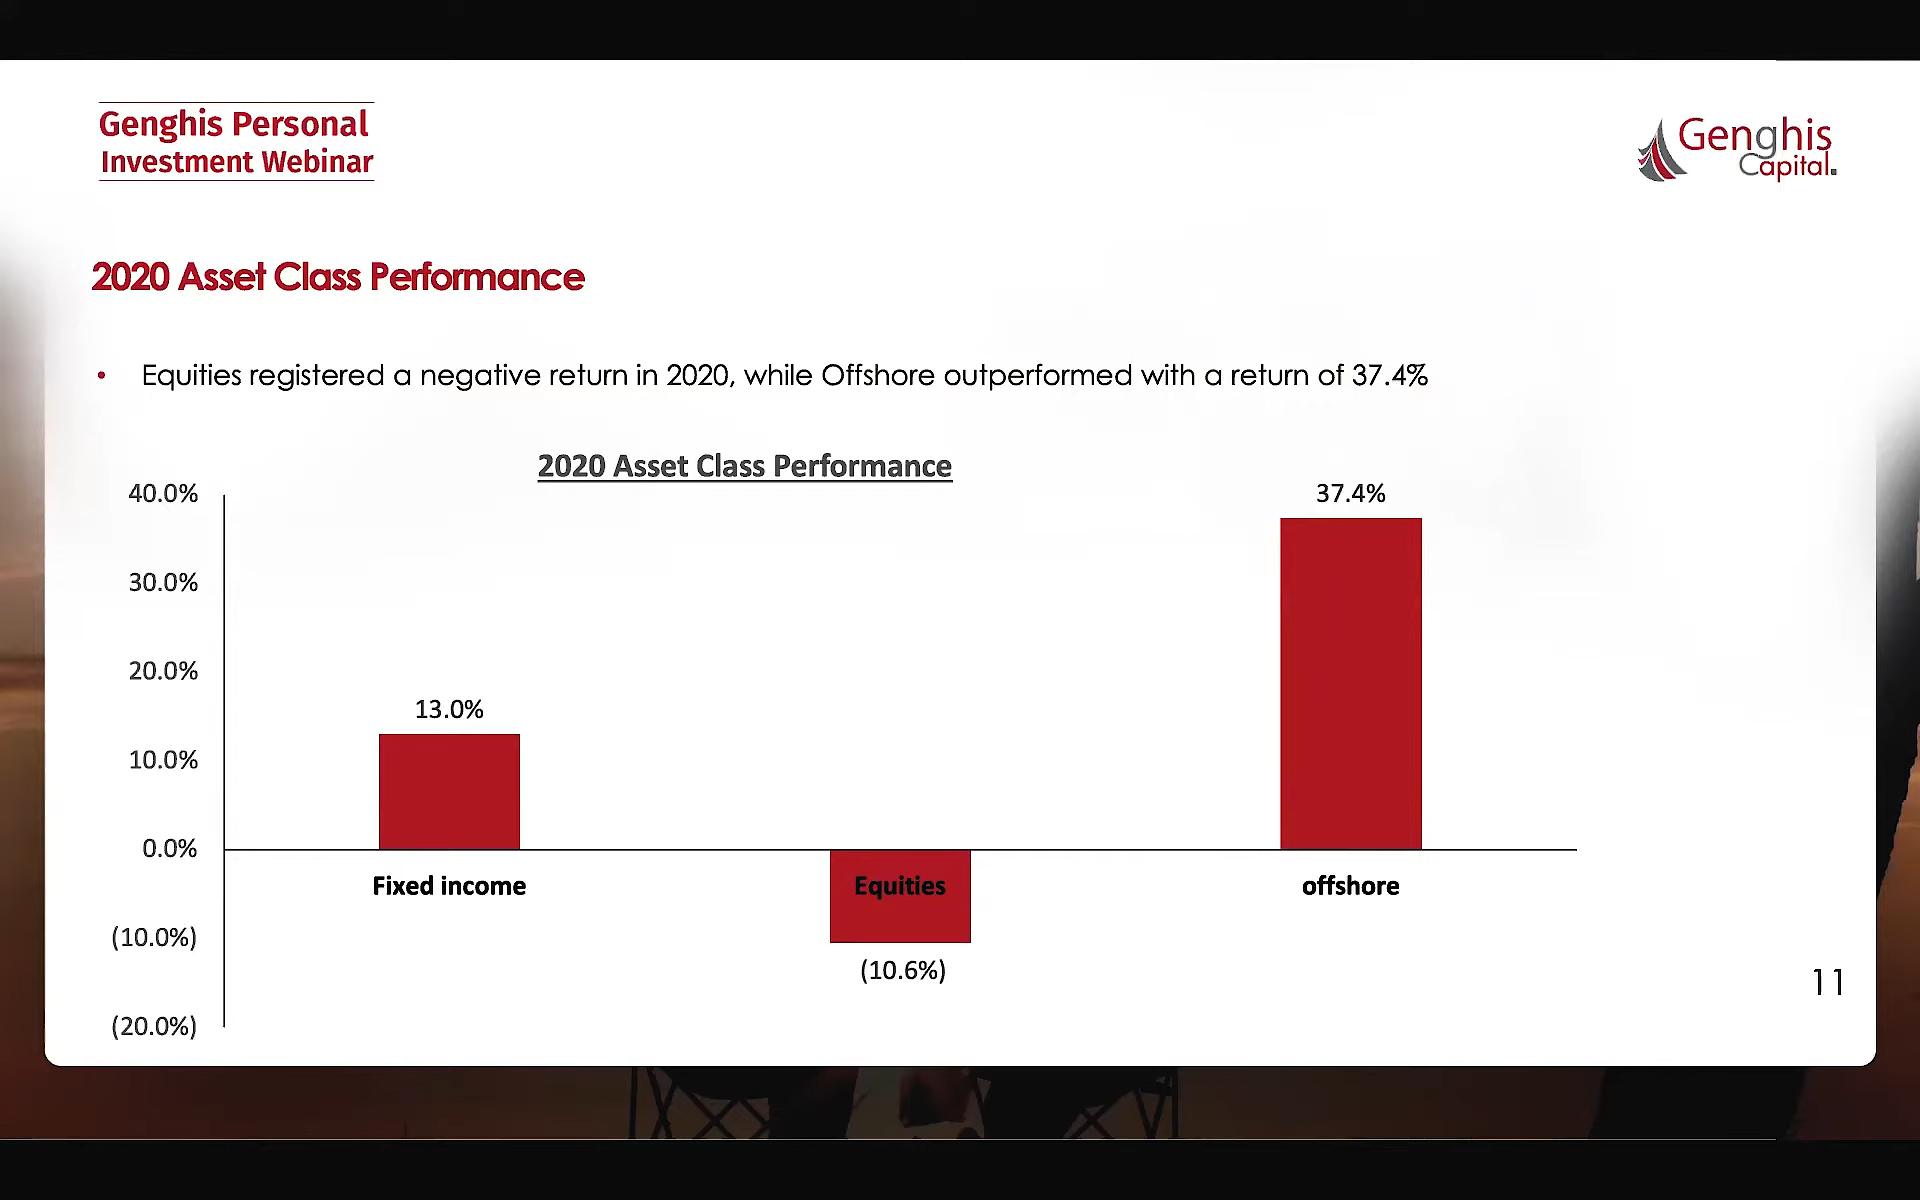 Genghis Personal
Investment Webinar
Genghis
Capital.
2020 Asset Class Performance
• Equities registered a negative return in 2020, while Offshore outperformed with a return of 37.4%
2020 Asset Class Performance
40.0%
30.0%
20.0%
10.0%
0.0%
(10.0%)
(20.0%)
13.0%
(10.6%)
37.4%
Fixed income
Equities
offshore
11